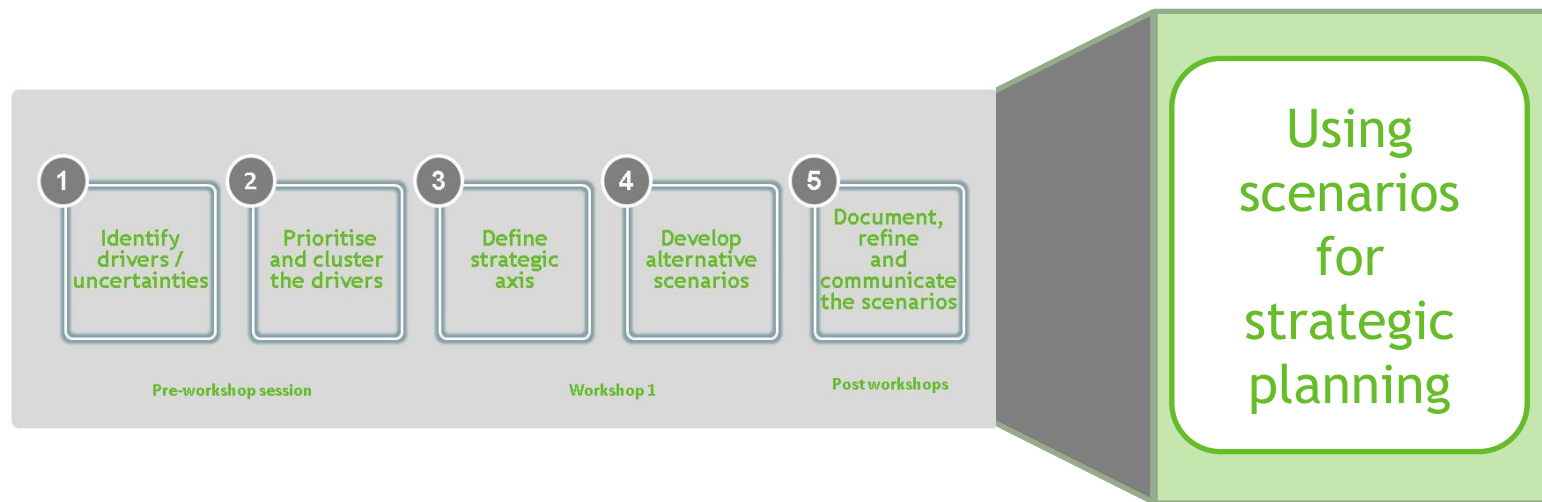 1
Identify
drivers /
uncertainties
2
Prioritise
and cluster
the drivers
3
Define
strategic
axis
4
Develop
alternative
scenarios
5
Document,
refine
and
communicate
the scenarios
Pre-workshop session
Workshop 1
Post workshops
Using
scenarios
for
strategic
planning